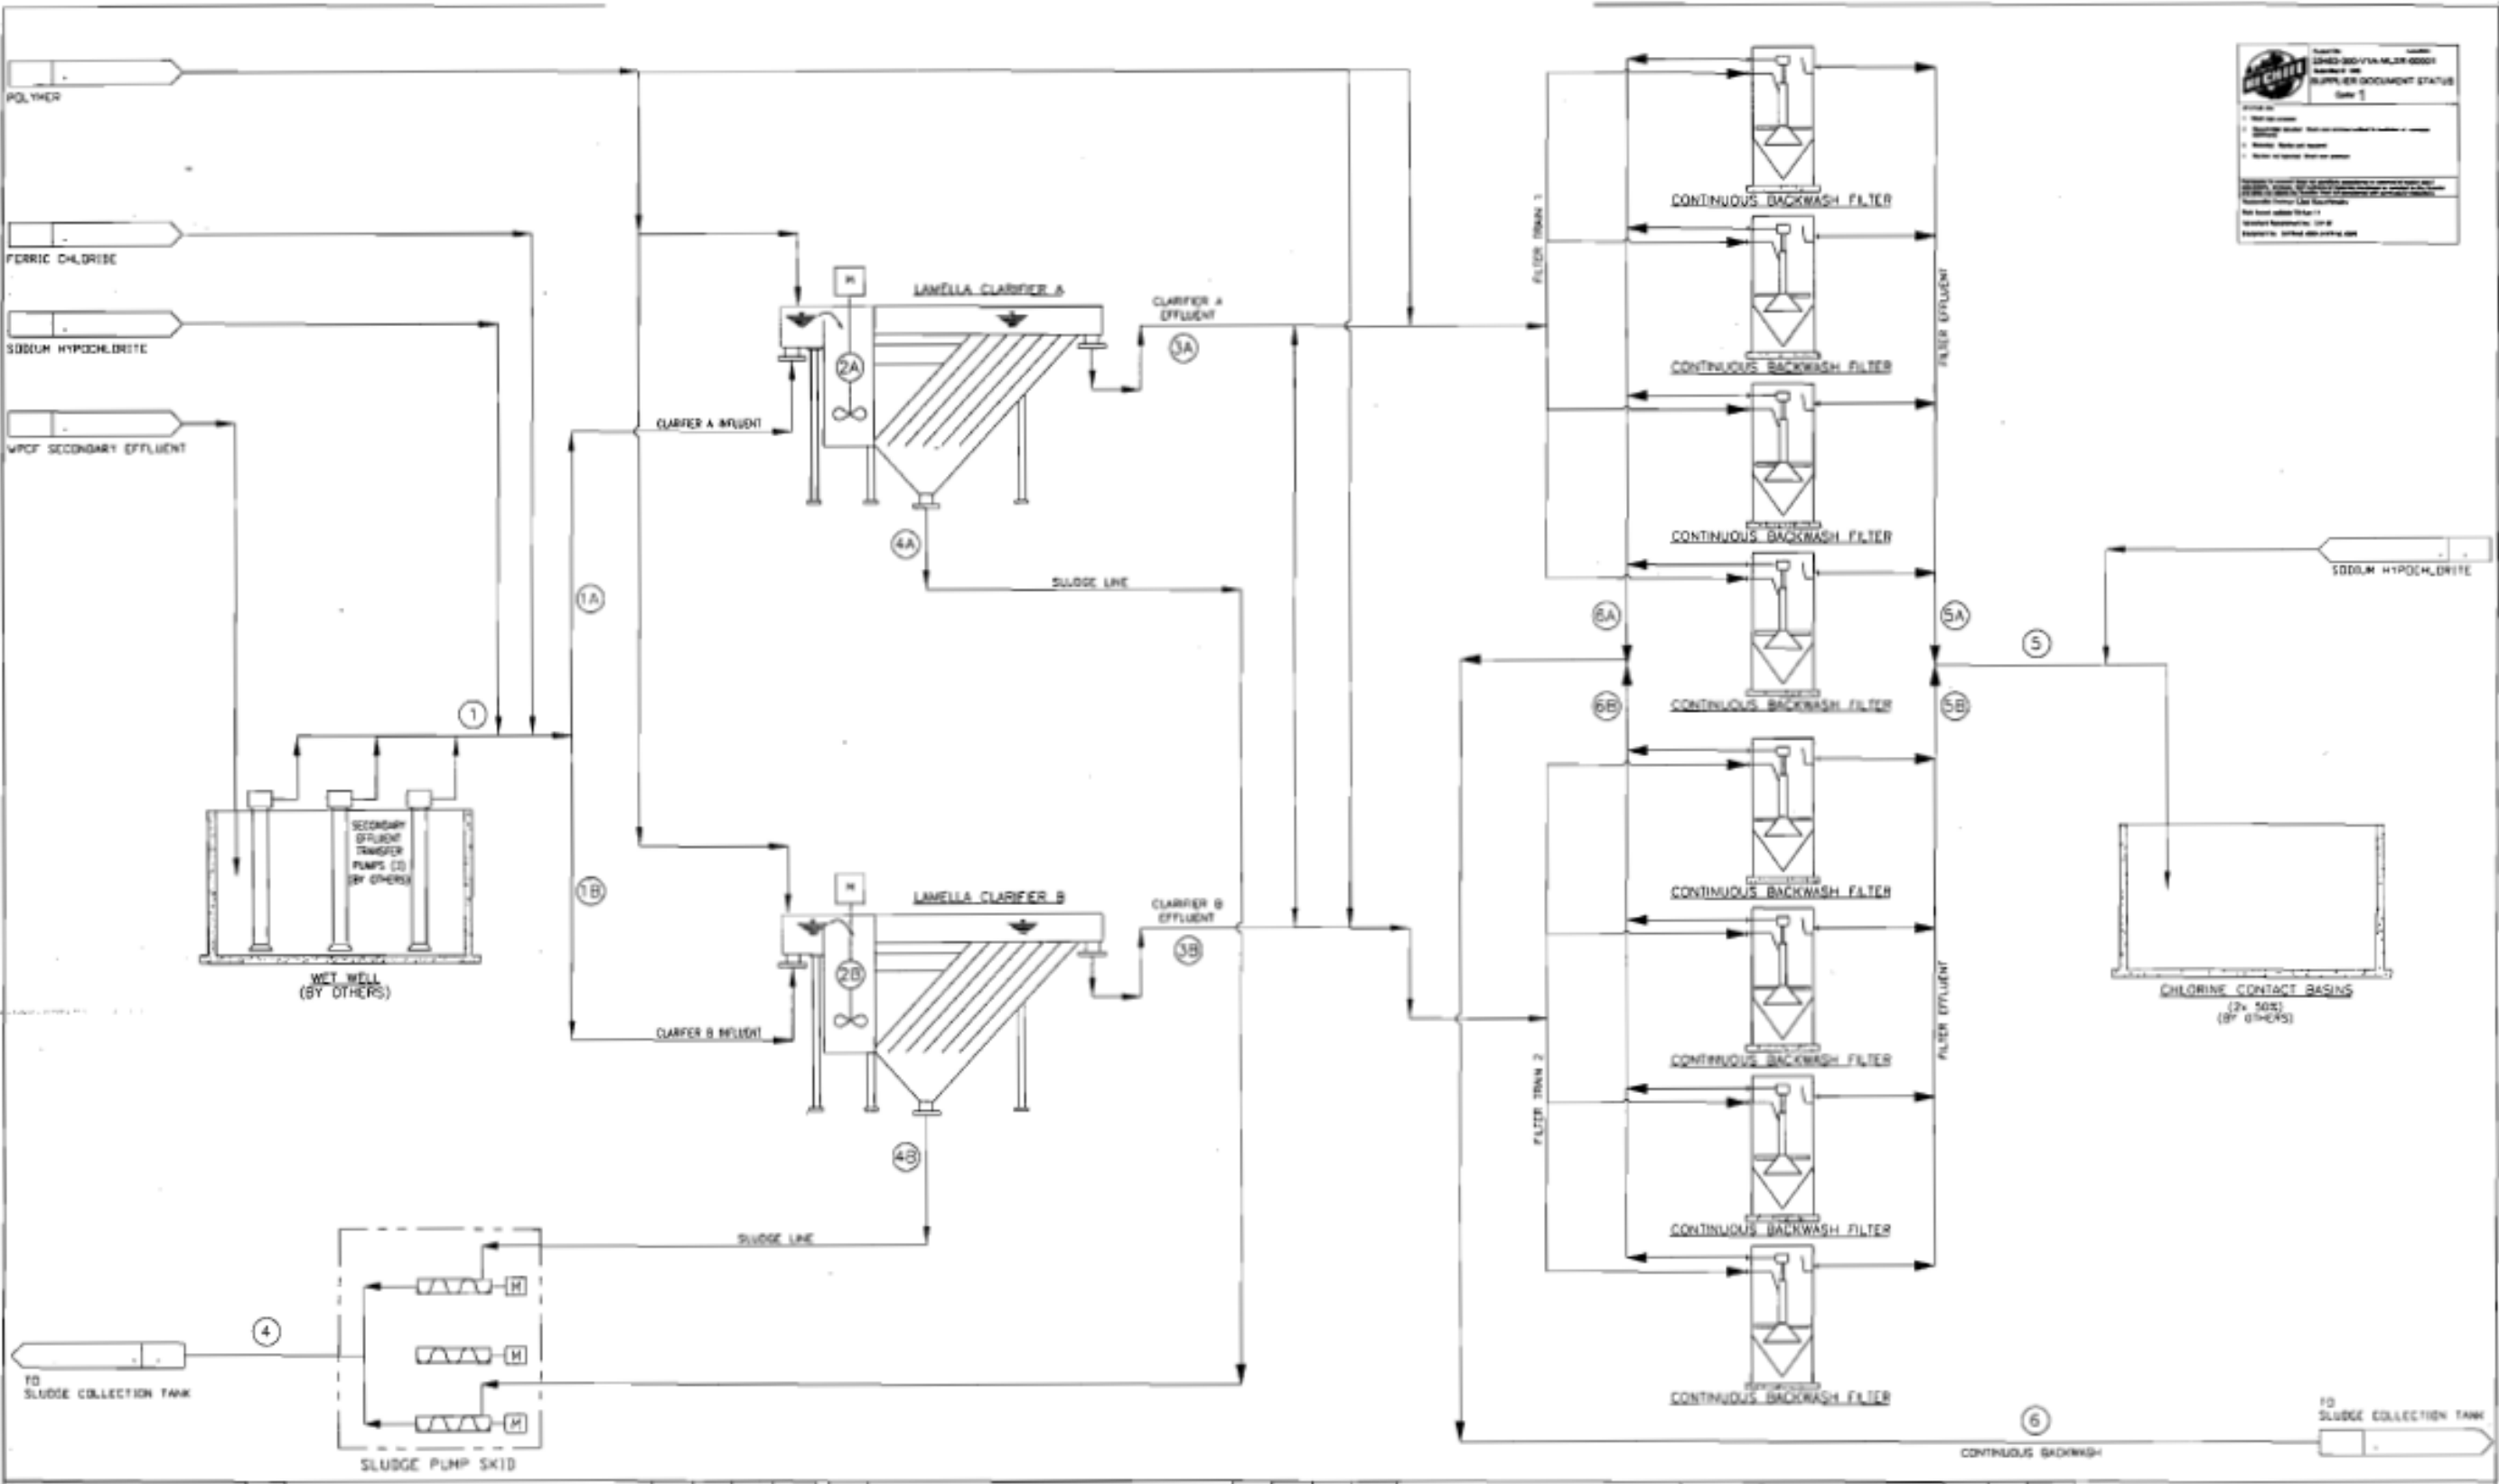 POLYMER
FERRIC CHLORIDE
SODIUM HYPOCHLORITE
WPCF SECONDARY EFFLUENT
1
SECONDARY
EFFLUENT
TRANSFER
PUMPS (3)
(BY OTHERS)
WET WELL
(BY OTHERS)
1A
1B
CLARIFIER A INFLUENT
M
2A
LAMELLA CLARIFIER A
CLARIFIER A
EFFLUENT
3A
4A
SLUDGE LINE
CLARIFIER B INFLUENT
M
2B
LAMELLA CLARIFIER B
CLARIFIER B
EFFLUENT
3B
4B
SLUDGE LINE
M
M
M
SLUDGE PUMP SKID
4
TO
SLUDGE COLLECTION TANK
FILTER TRAIN 1
CONTINUOUS BACKWASH FILTER
CONTINUOUS BACKWASH FILTER
CONTINUOUS BACKWASH FILTER
CONTINUOUS BACKWASH FILTER
FILTER EFFLUENT
6A
6B
5A
5B
5
FILTER TRAIN 2
CONTINUOUS BACKWASH FILTER
CONTINUOUS BACKWASH FILTER
CONTINUOUS BACKWASH FILTER
CONTINUOUS BACKWASH FILTER
FILTER EFFLUENT
SUPPLIER DOCUMENT STATUS
SODIUM HYPOCHLORITE
CHLORINE CONTACT BASINS
(2x 50%)
(BY OTHERS)
6
CONTINUOUS BACKWASH
TO
SLUDGE COLLECTION TANK